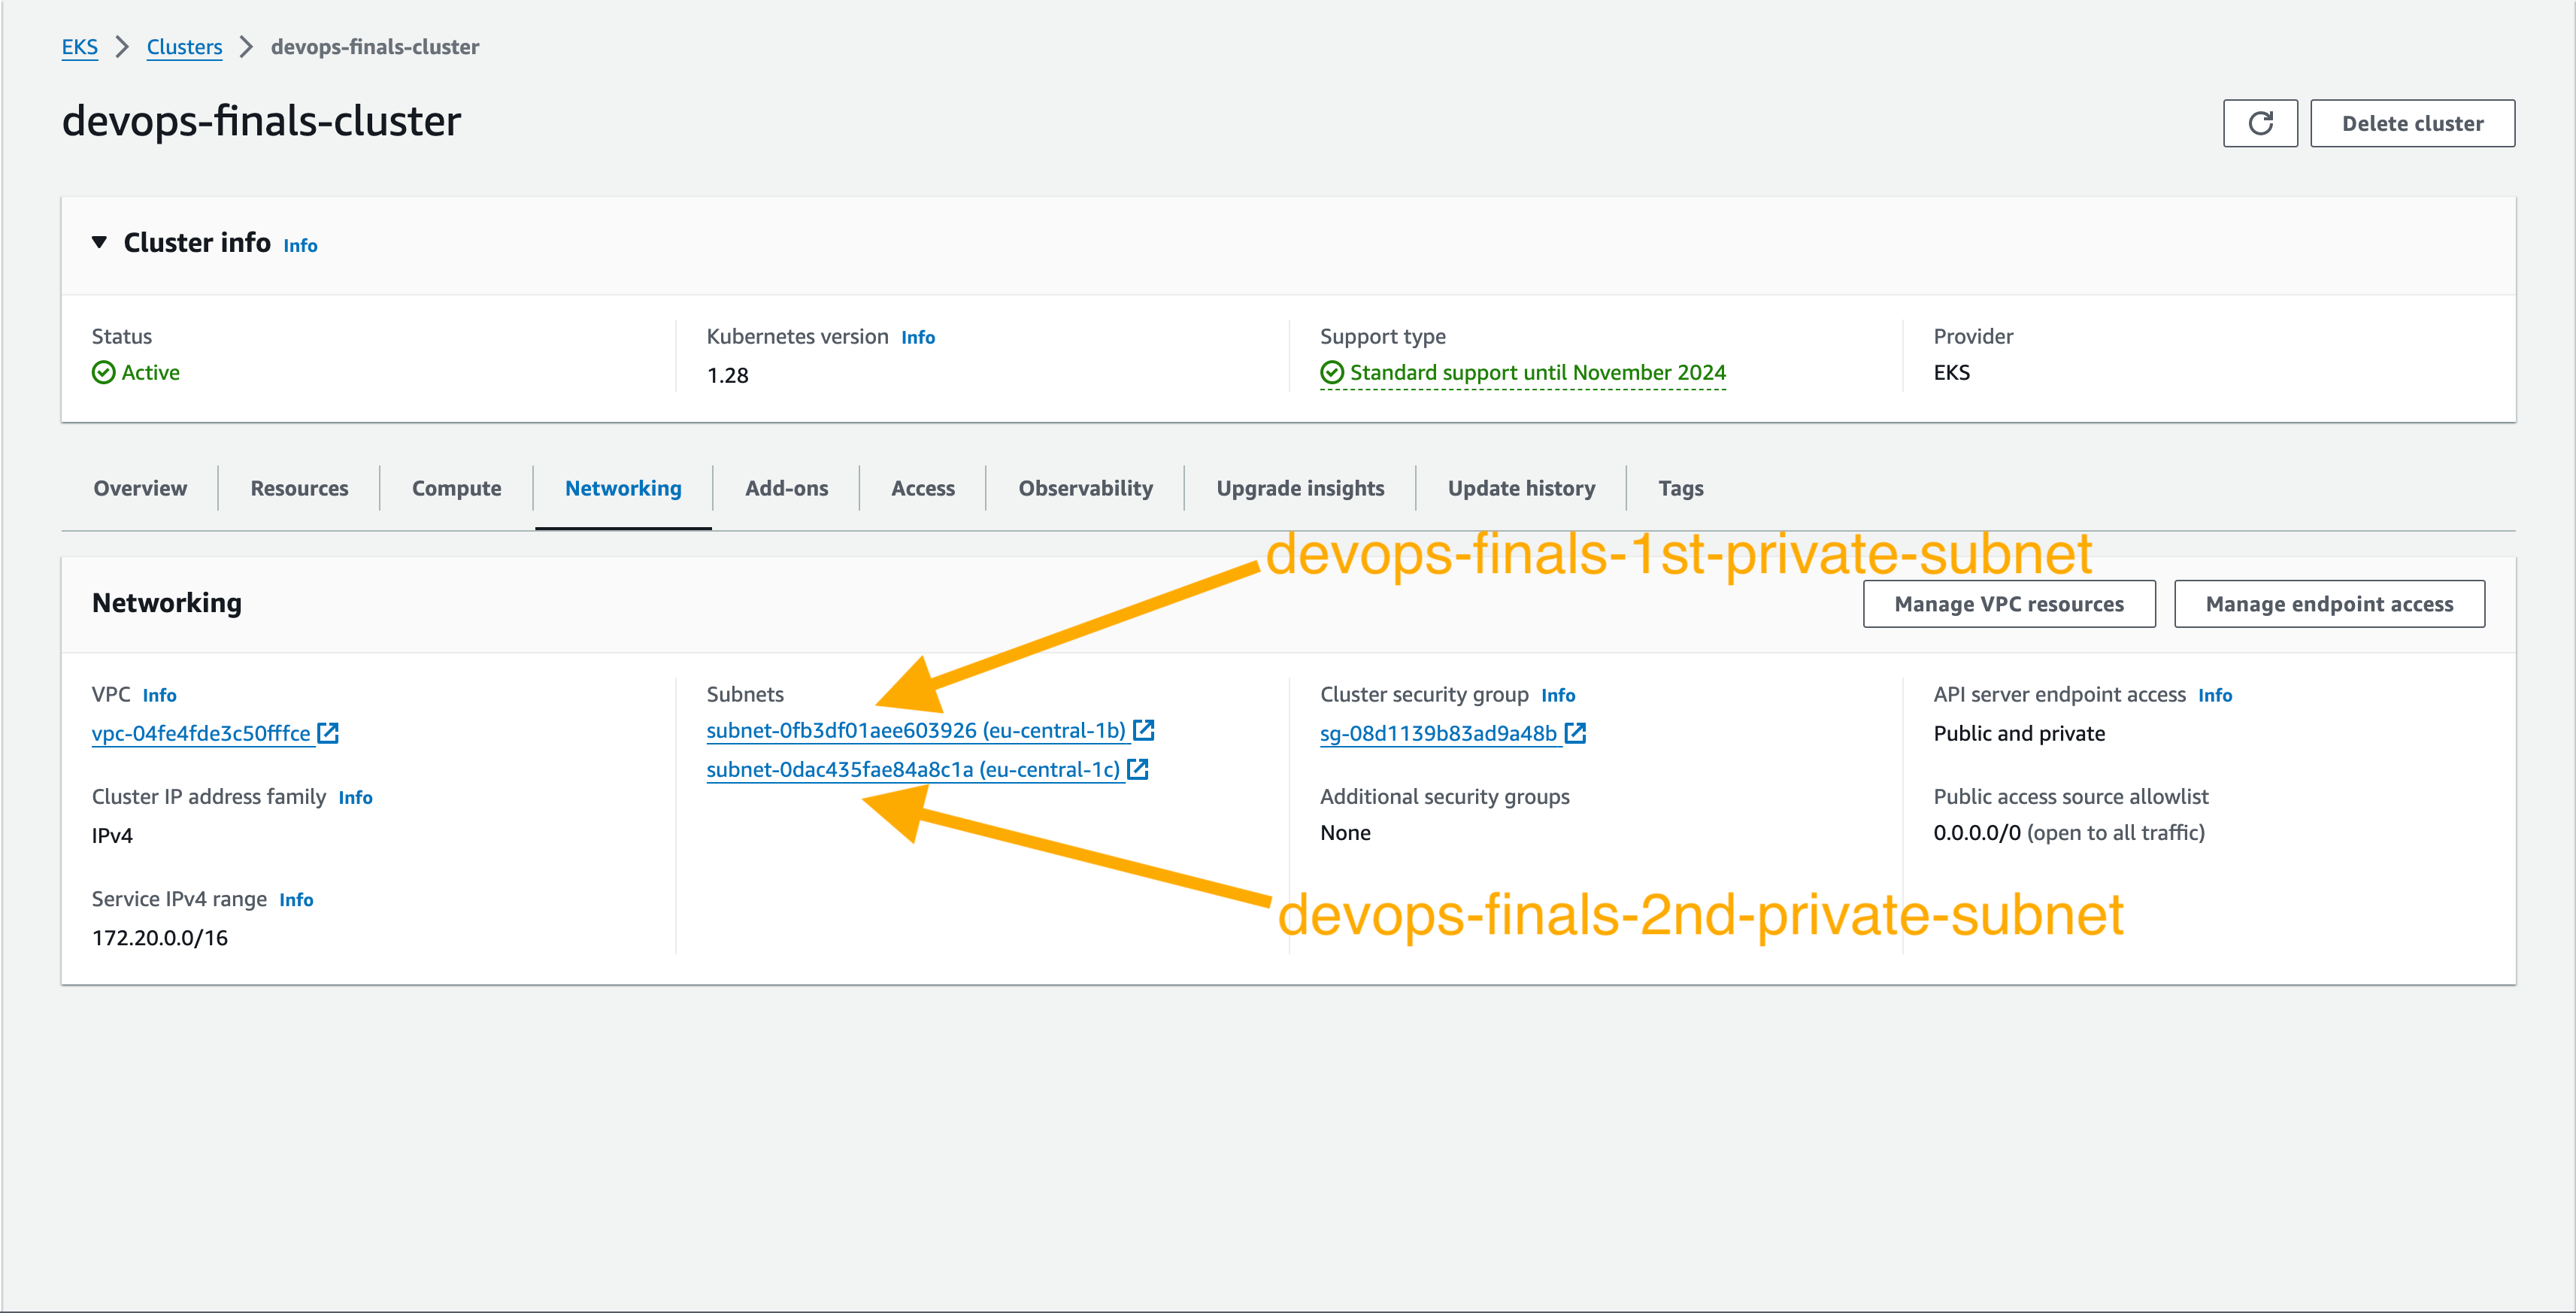 EKS > Clusters > devops-finals-cluster
devops-finals-cluster
Delete cluster
Cluster info Info
Status
Active
Kubernetes version Info
1.28
Support type
Standard support until November 2024
Provider
EKS
Overview Resources Compute Networking Add-ons Access Observability Upgrade insights Update history Tags
devops-finals-1st-private-subnet
Networking
Manage VPC resources
Manage endpoint access
VPC Info
vpc-04fe4fde3c50fffce
Cluster IP address family Info
IPv4
Service IPv4 range Info
172.20.0.0/16
Subnets
subnet-0fb3df01aee603926 (eu-central-1b)
subnet-0dac435fae84a8c1a (eu-central-1c)
Cluster security group Info
sg-08d1139b83ad9a48b
Additional security groups
None
API server endpoint access Info
Public and private
Public access source allowlist
0.0.0.0/0 (open to all traffic)
devops-finals-2nd-private-subnet